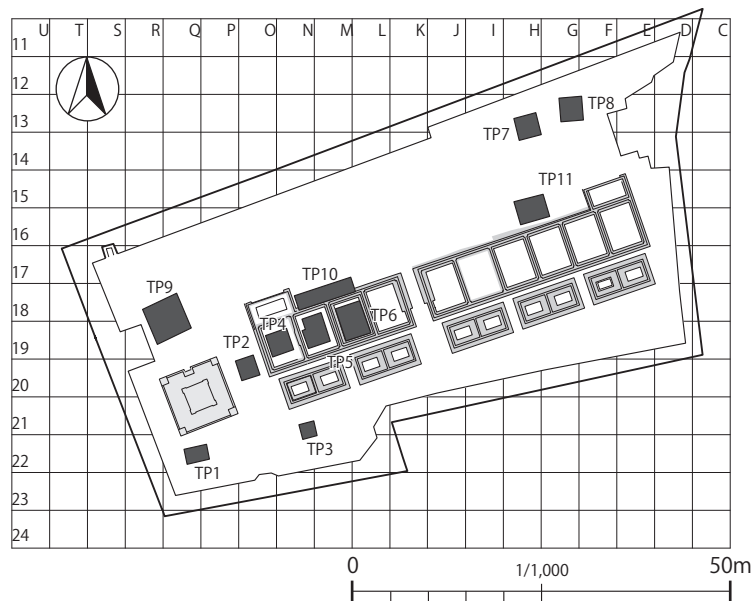 U T S R Q P O N M L K J I H G F E D C
11
12
13
14
15
16
17
18
19
20
21
22
23
24
TP8
TP7
TP11
TP10
TP9
TP4
TP6
TP2
TP5
TP3
TP1
0
1/1,000
50m